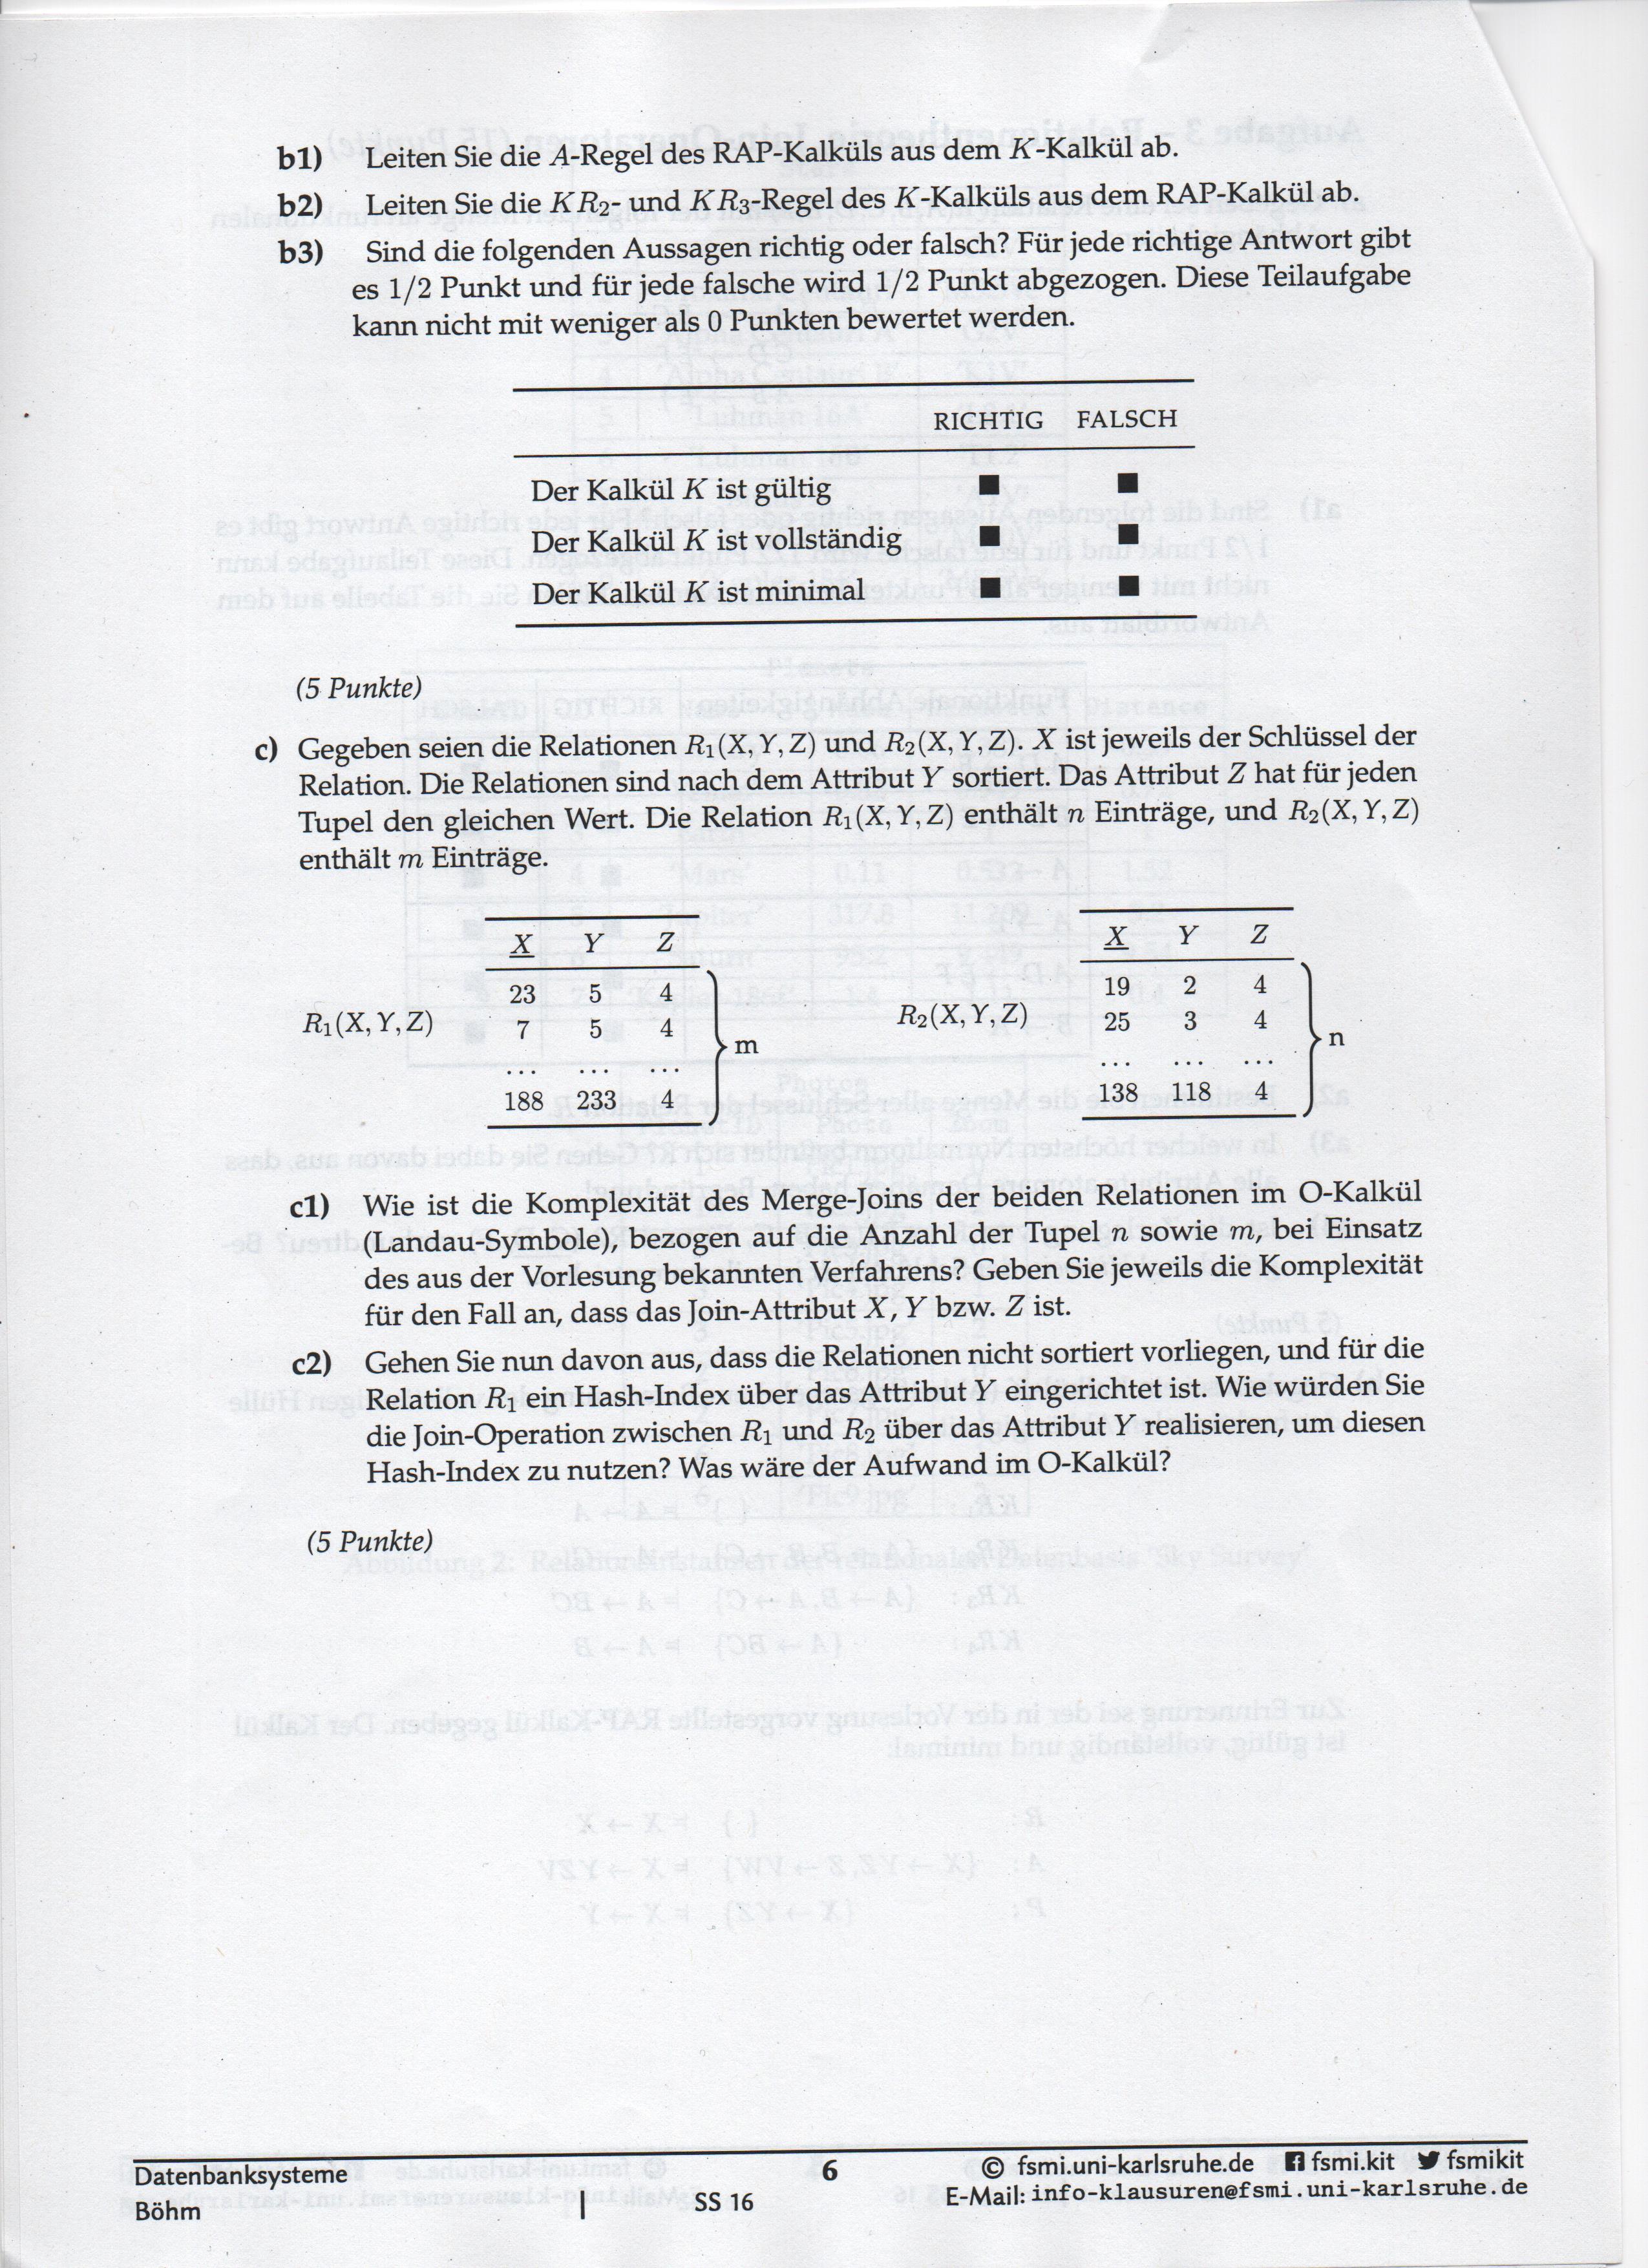 b1) Leiten Sie die A-Regel des RAP-Kalküls aus dem K-Kalkül ab.
b2) Leiten Sie die KR₂- und KR₃-Regel des K-Kalküls aus dem RAP-Kalkül ab.
b3) Sind die folgenden Aussagen richtig oder falsch? Für jede richtige Antwort gibt
es 1/2 Punkt und für jede falsche wird 1/2 Punkt abgezogen. Diese Teilaufgabe
kann nicht mit weniger als 0 Punkten bewertet werden.
RICHTIG FALSCH
Der Kalkül K ist gültig ■ ■
Der Kalkül K ist vollständig ■ ■
Der Kalkül K ist minimal ■ ■
(5 Punkte)
c) Gegeben seien die Relationen R₁(X,Y,Z) und R₂(X,Y,Z). X ist jeweils der Schlüssel der
Relation. Die Relationen sind nach dem Attribut Y sortiert. Das Attribut Z hat für jeden
Tupel den gleichen Wert. Die Relation R₁(X,Y,Z) enthält n Einträge, und R₂(X,Y,Z)
enthält m Einträge.
R₁(X,Y,Z)
X Y Z
23 5 4
7 5 4
... ... ...
188 233 4
m
R₂(X,Y,Z)
X Y Z
19 2 4
25 3 4
... ... ...
138 118 4
n
c1) Wie ist die Komplexität des Merge-Joins der beiden Relationen im O-Kalkül
(Landau-Symbole), bezogen auf die Anzahl der Tupel n sowie m, bei Einsatz
des aus der Vorlesung bekannten Verfahrens? Geben Sie jeweils die Komplexität
für den Fall an, dass das Join-Attribut X, Y bzw. Z ist.
c2) Gehen Sie nun davon aus, dass die Relationen nicht sortiert vorliegen, und für die
Relation R₁ ein Hash-Index über das Attribut Y eingerichtet ist. Wie würden Sie
die Join-Operation zwischen R₁ und R₂ über das Attribut Y realisieren, um diesen
Hash-Index zu nutzen? Was wäre der Aufwand im O-Kalkül?
(5 Punkte)
Datenbanksysteme
Böhm
6
| SS 16
© fsmi.uni-karlsruhe.de fsmi.kit fsmikit
E-Mail: info-klausuren@fsmi.uni-karlsruhe.de